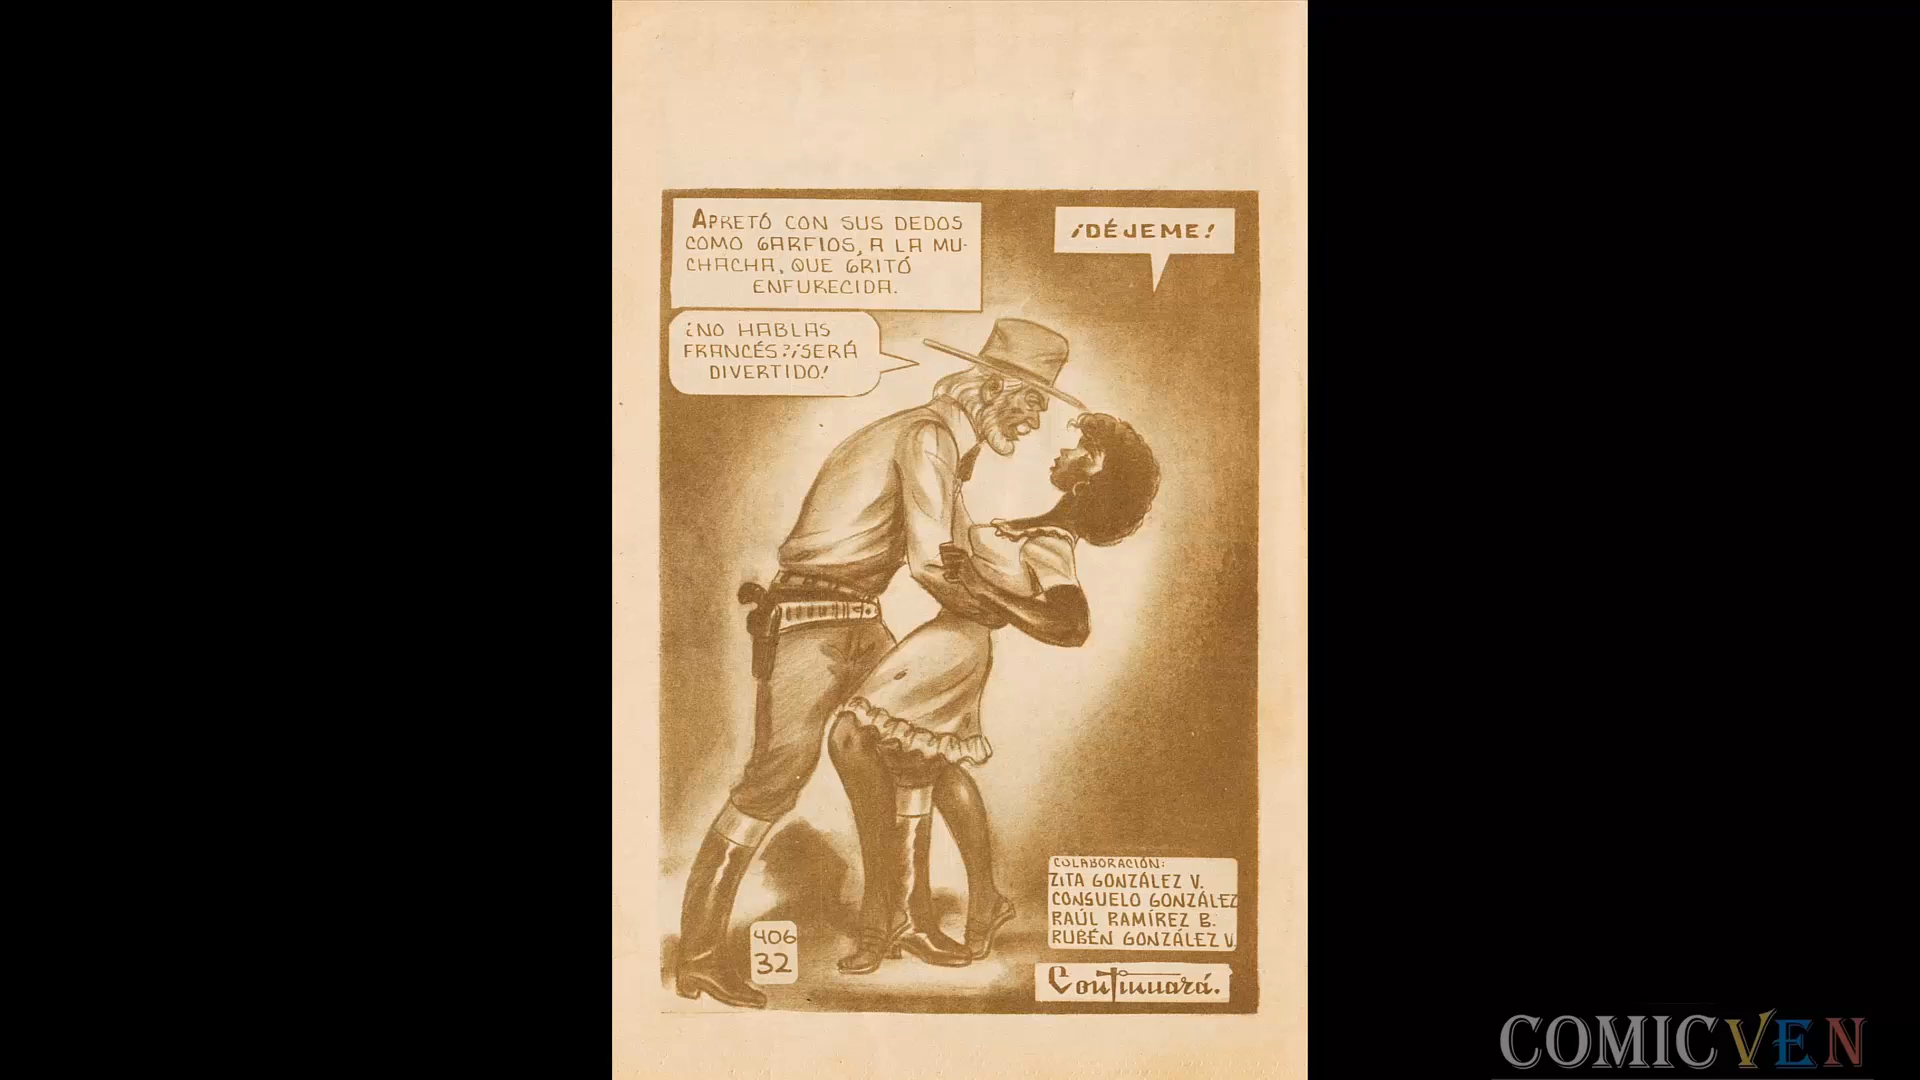 APRETÓ CON SUS DEDOS
COMO GARFIOS, A LA MU-
CHACHA, QUE GRITÓ
ENFURECIDA.
¡DÉJEME!
¿NO HABLAS
FRANCÉS?¡SERÁ
DIVERTIDO!
COLABORACIÓN:
ZITA GONZÁLEZ V.
CONSUELO GONZÁLEZ
RAÚL RAMÍREZ B.
RUBÉN GONZÁLEZ V.
406
32
Continuará.
COMICVEN